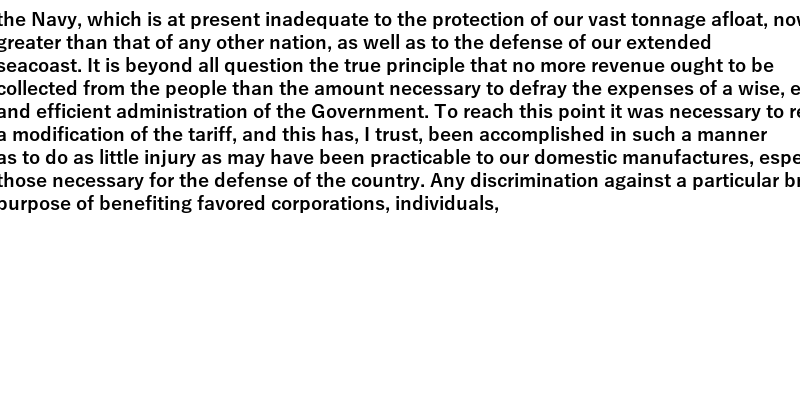 the Navy, which is at present inadequate to the protection of our vast tonnage afloat,
greater than that of any other nation, as well as to the defense of our extended
seacoast. It is beyond all question the true principle that no more revenue ought to be
collected from the people than the amount necessary to defray the expenses of a wise,
and efficient administration of the Government. To reach this point it was necessary to
a modification of the tariff, and this has, I trust, been accomplished in such a manner
as to do as little injury as may have been practicable to our domestic manufactures,
those necessary for the defense of the country. Any discrimination against a particular
purpose of benefiting favored corporations, individuals,